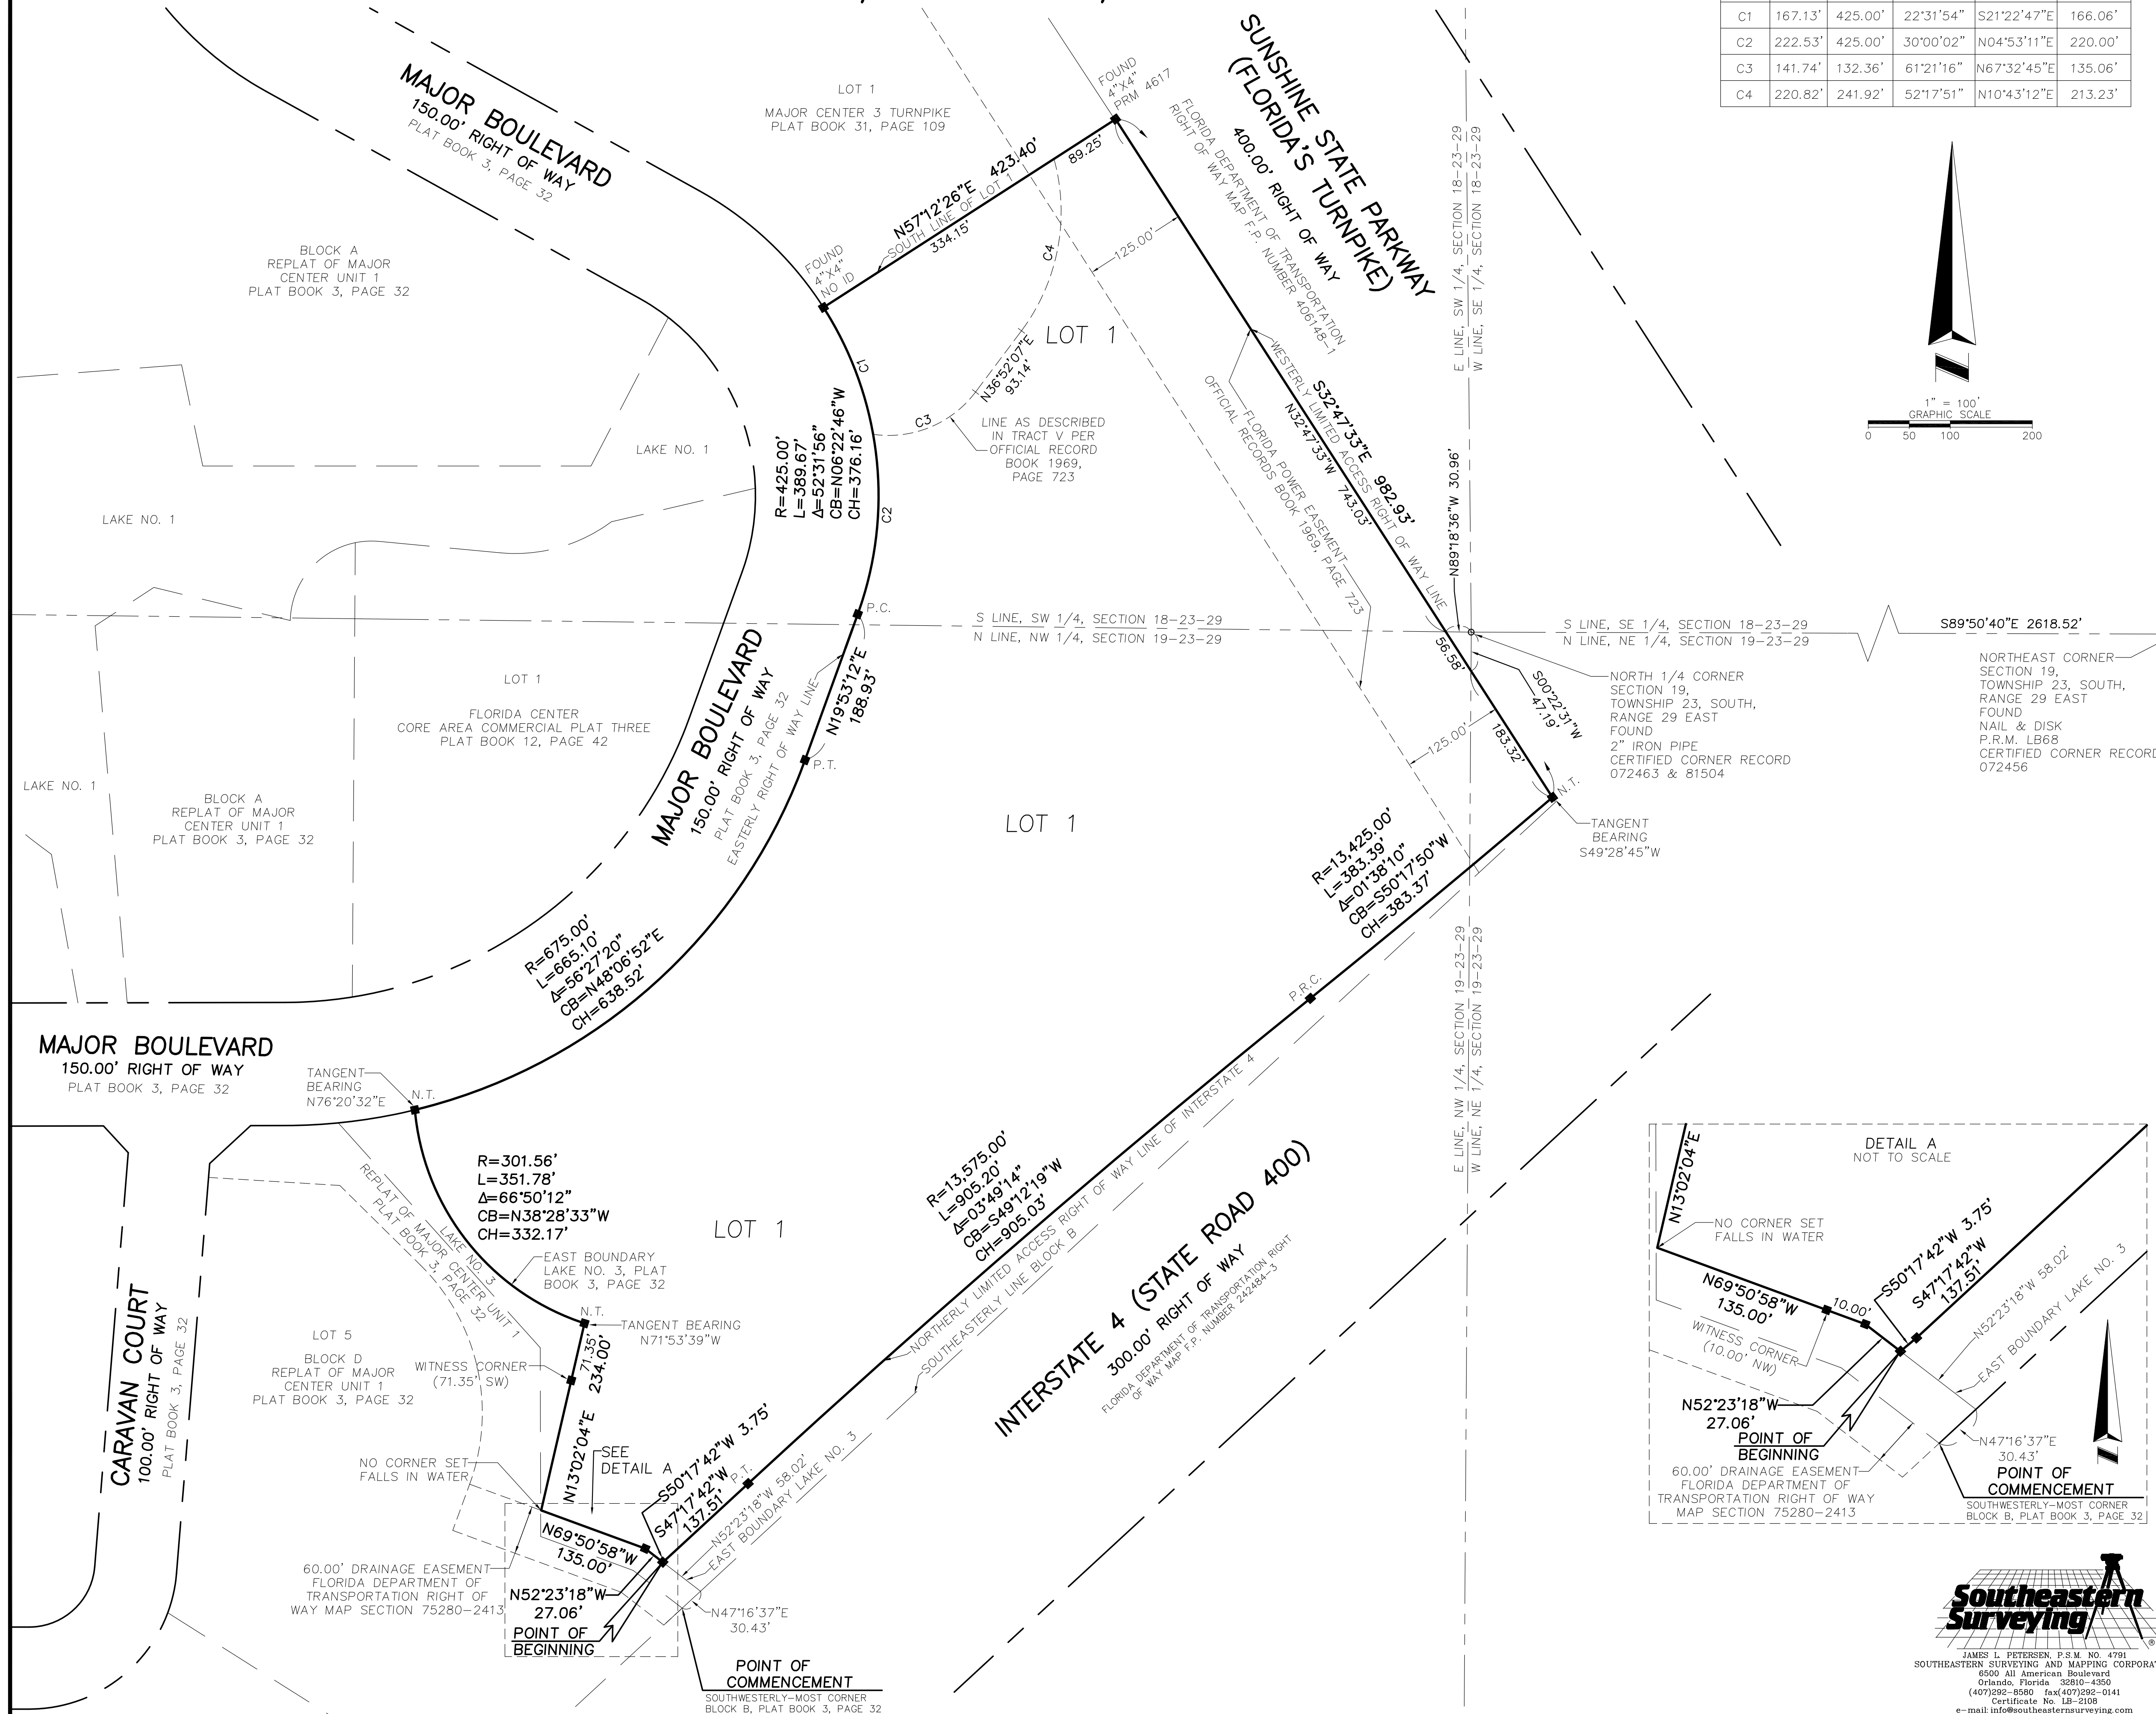 C1 167.13' 425.00' 22°31'54" S21°22'47"E 166.06'
C2 222.53' 425.00' 30°00'02" N04°53'11"E 220.00'
C3 141.74' 132.36' 61°21'16" N67°32'45"E 135.06'
C4 220.82' 241.92' 52°17'51" N10°43'12"E 213.23'
MAJOR BOULEVARD
150.00' RIGHT OF WAY
PLAT BOOK 3, PAGE 32
LOT 1
MAJOR CENTER 3 TURNPIKE
PLAT BOOK 31, PAGE 109
FOUND
4"X4"
PRM 4617
SUNSHINE STATE PARKWAY
(FLORIDA'S TURNPIKE)
400.00' RIGHT OF WAY
FLORIDA DEPARTMENT OF TRANSPORTATION
RIGHT OF WAY MAP F.P. NUMBER 406148-1
E LINE, SW 1/4, SECTION 18-23-29
W LINE, SE 1/4, SECTION 18-23-29
N57°12'26"E 423.40'
SOUTH LINE OF LOT 1
334.15'
89.25'
FOUND
4"X4"
NO ID
125.00'
C4
BLOCK A
REPLAT OF MAJOR
CENTER UNIT 1
PLAT BOOK 3, PAGE 32
LOT 1
N36°52'07"E
93.14'
C1
C3
C2
R=425.00'
L=389.67'
Δ=52°31'56"
CB=N06°22'46"W
CH=376.16'
LINE AS DESCRIBED
IN TRACT V PER
OFFICIAL RECORD
BOOK 1969,
PAGE 723
WESTERLY LIMITED ACCESS RIGHT OF WAY LINE
S32°47'33"E 982.93'
N32°47'33"W 743.03'
FLORIDA POWER EASEMENT
OFFICIAL RECORDS BOOK 1969, PAGE 723
N89°18'36"W 30.96'
1" = 100'
GRAPHIC SCALE
0 50 100 200
LAKE NO. 1
LAKE NO. 1
P.C.
S LINE, SW 1/4, SECTION 18-23-29
N LINE, NW 1/4, SECTION 19-23-29
S LINE, SE 1/4, SECTION 18-23-29
N LINE, NE 1/4, SECTION 19-23-29
S89°50'40"E 2618.52'
NORTHEAST CORNER
SECTION 19,
TOWNSHIP 23, SOUTH,
RANGE 29 EAST
FOUND
NAIL & DISK
P.R.M. LB68
CERTIFIED CORNER RECORD
072456
NORTH 1/4 CORNER
SECTION 19,
TOWNSHIP 23, SOUTH,
RANGE 29 EAST
FOUND
2" IRON PIPE
CERTIFIED CORNER RECORD
072463 & 81504
56.58'
S00°22'31"W
47.19'
125.00'
183.32'
N.T.
TANGENT
BEARING
S49°28'45"W
LOT 1
FLORIDA CENTER
CORE AREA COMMERCIAL PLAT THREE
PLAT BOOK 12, PAGE 42
MAJOR BOULEVARD
150.00' RIGHT OF WAY
PLAT BOOK 3, PAGE 32
EASTERLY RIGHT OF WAY LINE
N19°53'12"E
188.93'
P.T.
LAKE NO. 1
BLOCK A
REPLAT OF MAJOR
CENTER UNIT 1
PLAT BOOK 3, PAGE 32
LOT 1
R=13,425.00'
L=383.39'
Δ=01°38'10"
CB=S50°17'50"W
CH=383.37'
R=675.00'
L=665.10'
Δ=56°27'20"
CB=N48°06'52"E
CH=638.52'
P.R.C.
E LINE, NW 1/4, SECTION 19-23-29
W LINE, NE 1/4, SECTION 19-23-29
MAJOR BOULEVARD
150.00' RIGHT OF WAY
PLAT BOOK 3, PAGE 32
TANGENT
BEARING
N76°20'32"E
N.T.
R=301.56'
L=351.78'
Δ=66°50'12"
CB=N38°28'33"W
CH=332.17'
LAKE NO. 3
REPLAT OF MAJOR CENTER UNIT 1
PLAT BOOK 3, PAGE 32
EAST BOUNDARY
LAKE NO. 3, PLAT
BOOK 3, PAGE 32
LOT 1
R=13,575.00'
L=905.20'
Δ=03°49'14"
CB=S49°12'19"W
CH=905.03'
NORTHERLY LIMITED ACCESS RIGHT OF WAY LINE OF INTERSTATE 4
SOUTHEASTERLY LINE BLOCK B
INTERSTATE 4 (STATE ROAD 400)
300.00' RIGHT OF WAY
FLORIDA DEPARTMENT OF TRANSPORTATION RIGHT
OF WAY MAP F.P. NUMBER 242484-3
CARAVAN COURT
100.00' RIGHT OF WAY
PLAT BOOK 3, PAGE 32
LOT 5
BLOCK D
REPLAT OF MAJOR
CENTER UNIT 1
PLAT BOOK 3, PAGE 32
N.T.
TANGENT BEARING
N71°53'39"W
WITNESS CORNER
(71.35' SW)
71.35'
234.00'
N13°02'04"E
NO CORNER SET
FALLS IN WATER
SEE
DETAIL A
S50°17'42"W 3.75'
S47°17'42"W
137.51'
P.T.
N52°23'18"W 58.02'
EAST BOUNDARY LAKE NO. 3
N69°50'58"W
135.00'
60.00' DRAINAGE EASEMENT
FLORIDA DEPARTMENT OF
TRANSPORTATION RIGHT OF
WAY MAP SECTION 75280-2413
N52°23'18"W
27.06'
POINT OF
BEGINNING
N47°16'37"E
30.43'
POINT OF
COMMENCEMENT
SOUTHWESTERLY-MOST CORNER
BLOCK B, PLAT BOOK 3, PAGE 32
DETAIL A
NOT TO SCALE
N13°02'04"E
NO CORNER SET
FALLS IN WATER
N69°50'58"W
135.00'
10.00'
WITNESS CORNER
(10.00' NW)
S50°17'42"W 3.75'
S47°17'42"W
137.51'
N52°23'18"W 58.02'
EAST BOUNDARY LAKE NO. 3
N52°23'18"W
27.06'
POINT OF
BEGINNING
N47°16'37"E
30.43'
60.00' DRAINAGE EASEMENT
FLORIDA DEPARTMENT OF
TRANSPORTATION RIGHT OF WAY
MAP SECTION 75280-2413
POINT OF
COMMENCEMENT
SOUTHWESTERLY-MOST CORNER
BLOCK B, PLAT BOOK 3, PAGE 32
Southeastern
Surveying
®
JAMES L. PETERSEN, P.S.M. NO. 4791
SOUTHEASTERN SURVEYING AND MAPPING
6500 All American Boulevard
Orlando, Florida 32810-4350
(407)292-8580 fax(407)292-0141
Certificate No. LB-2108
e-mail: info@southeasternsurveying.com